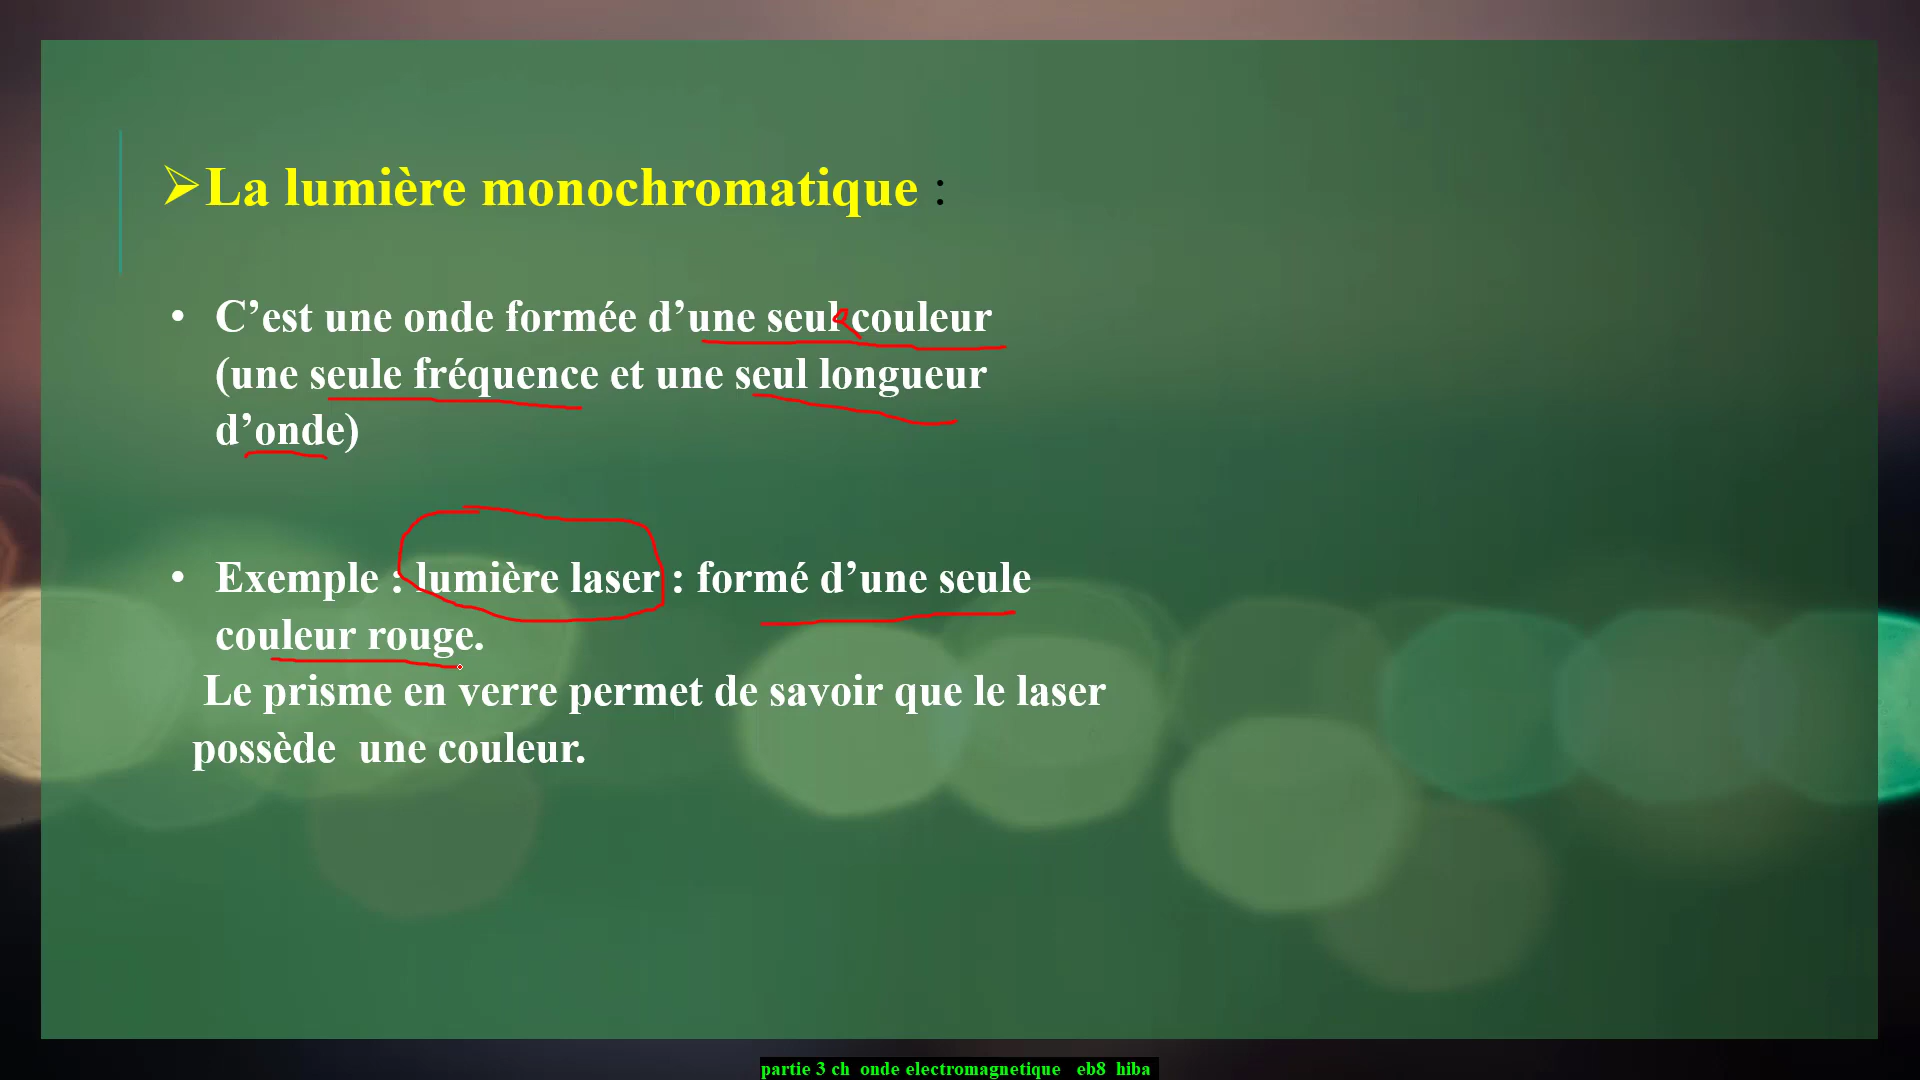 ➢La lumière monochromatique :
• C’est une onde formée d’une seule couleur
(une seule fréquence et une seul longueur
d’onde)
• Exemple : lumière laser : formé d’une seule
couleur rouge.
Le prisme en verre permet de savoir que le laser
possède une couleur.
partie 3 ch onde electromagnetique eb8 hiba